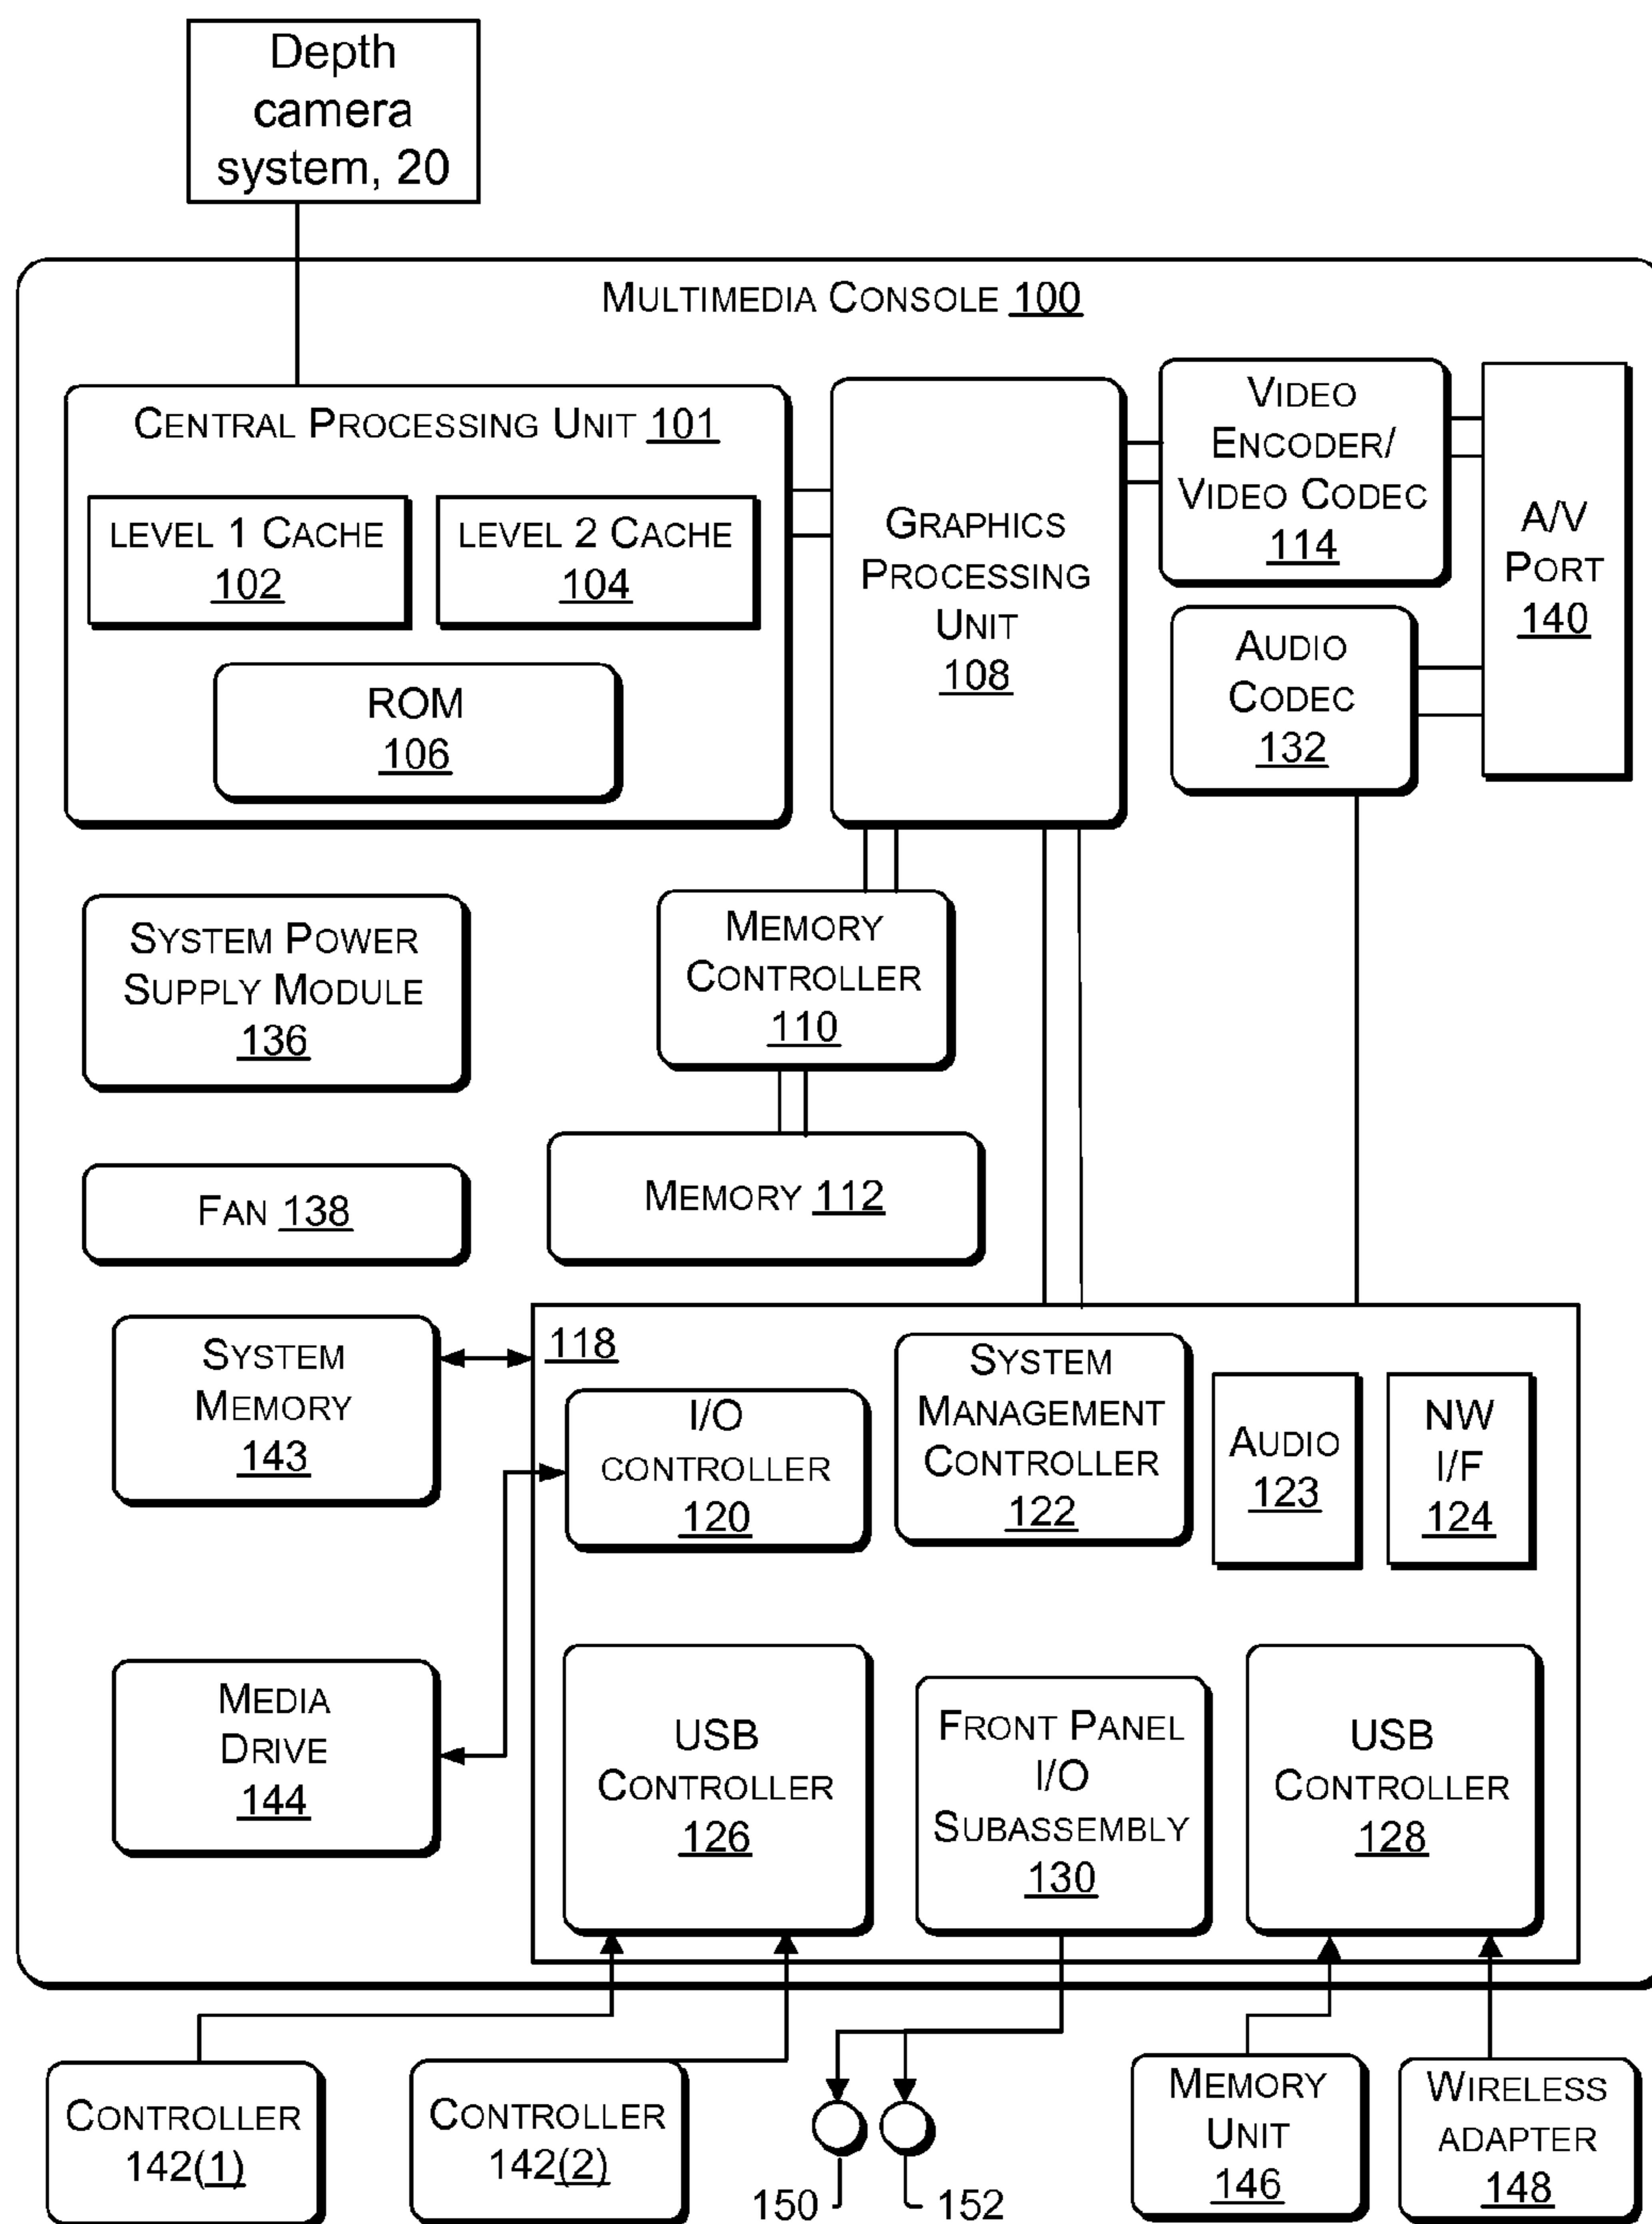 Depth
camera
system, 20
MULTIMEDIA CONSOLE 100
CENTRAL PROCESSING UNIT 101
LEVEL 1 CACHE
102
LEVEL 2 CACHE
104
ROM
106
GRAPHICS
PROCESSING
UNIT
108
VIDEO
ENCODER/
VIDEO CODEC
114
A/V
PORT
140
AUDIO
CODEC
132
SYSTEM POWER
SUPPLY MODULE
136
MEMORY
CONTROLLER
110
FAN 138
MEMORY 112
SYSTEM
MEMORY
143
118
I/O
CONTROLLER
120
SYSTEM
MANAGEMENT
CONTROLLER
122
AUDIO
123
NW
I/F
124
MEDIA
DRIVE
144
USB
CONTROLLER
126
FRONT PANEL
I/O
SUBASSEMBLY
130
USB
CONTROLLER
128
CONTROLLER
142(1)
CONTROLLER
142(2)
150
152
MEMORY
UNIT
146
WIRELESS
ADAPTER
148